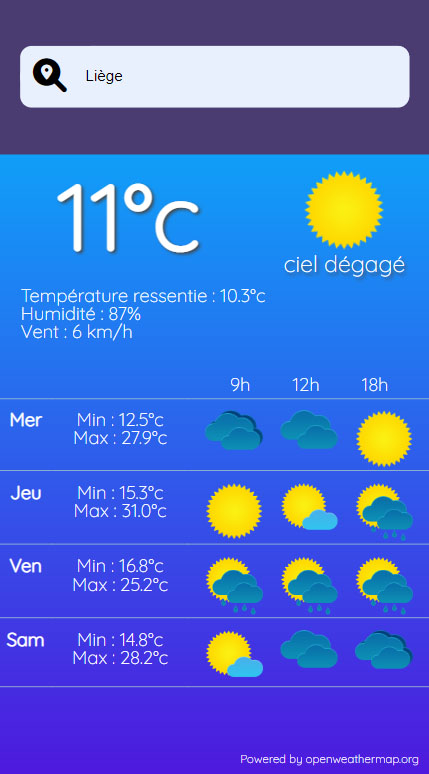 Liège
11°c
ciel dégagé
Température ressentie : 10.3°c
Humidité : 87%
Vent : 6 km/h
9h 12h 18h
Mer Min : 12.5°c
Max : 27.9°c
Jeu Min : 15.3°c
Max : 31.0°c
Ven Min : 16.8°c
Max : 25.2°c
Sam Min : 14.8°c
Max : 28.2°c
Powered by openweathermap.org